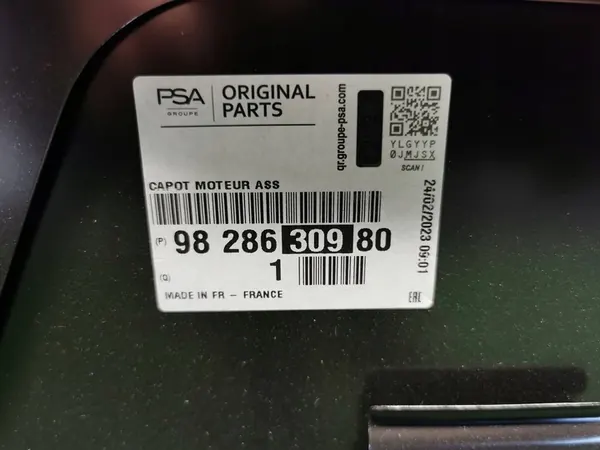 PSA
GROUPE
ORIGINAL
PARTS
qr.groupe-psa.com
YLGYYP
0JMJSX
SCAN!
CAPOT MOTEUR ASS
(P) 98 286 309 80
(Q) 1
24/02/2023 09:01
MADE IN FR - FRANCE
EAC